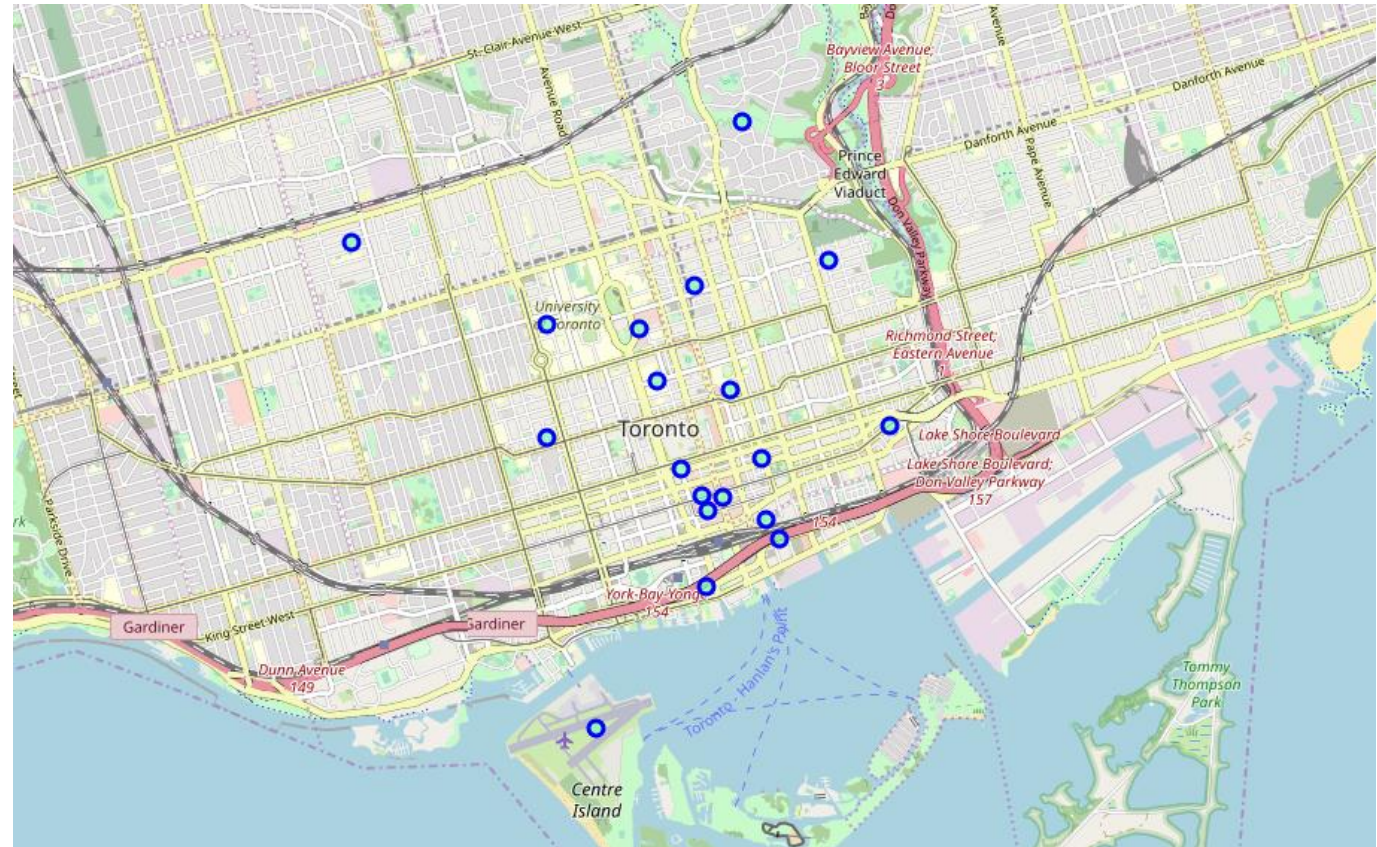 St. Clair Avenue West
Avenue Road
Bayview Avenue;
Bloor Street
3
Avenue
Danforth Avenue
Danforth Avenue
Pape Avenue
Prince
Edward
Viaduct
Don Valley Parkway
University
Toronto
Richmond Street;
Eastern Avenue
1
Toronto
Lake Shore Boulevard
Lake Shore Boulevard;
Don Valley Parkway
157
154
Parkside Drive
York-Bay-Yong
154
Gardiner
King Street West
Gardiner
Dunn Avenue
149
Toronto - Hanlan's Point
Tommy
Thompson
Park
Centre
Island